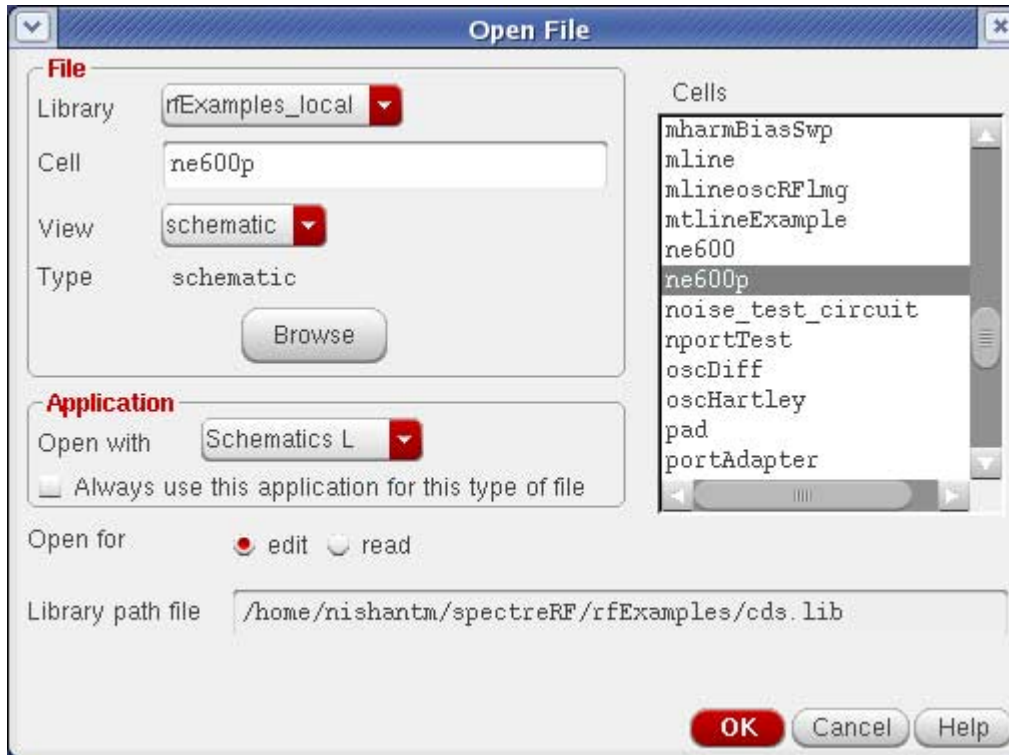 Open File
File
Library rfExamples_local
Cell ne600p
View schematic
Type schematic
Browse
Application
Open with Schematics L
Always use this application for this type of file
Cells
mharmBiasSwp
mline
mlineoscRFlmg
mtlineExample
ne600
ne600p
noise_test_circuit
nportTest
oscDiff
oscHartley
pad
portAdapter
Open for edit read
Library path file /home/nishantm/spectreRF/rfExamples/cds.lib
OK Cancel Help